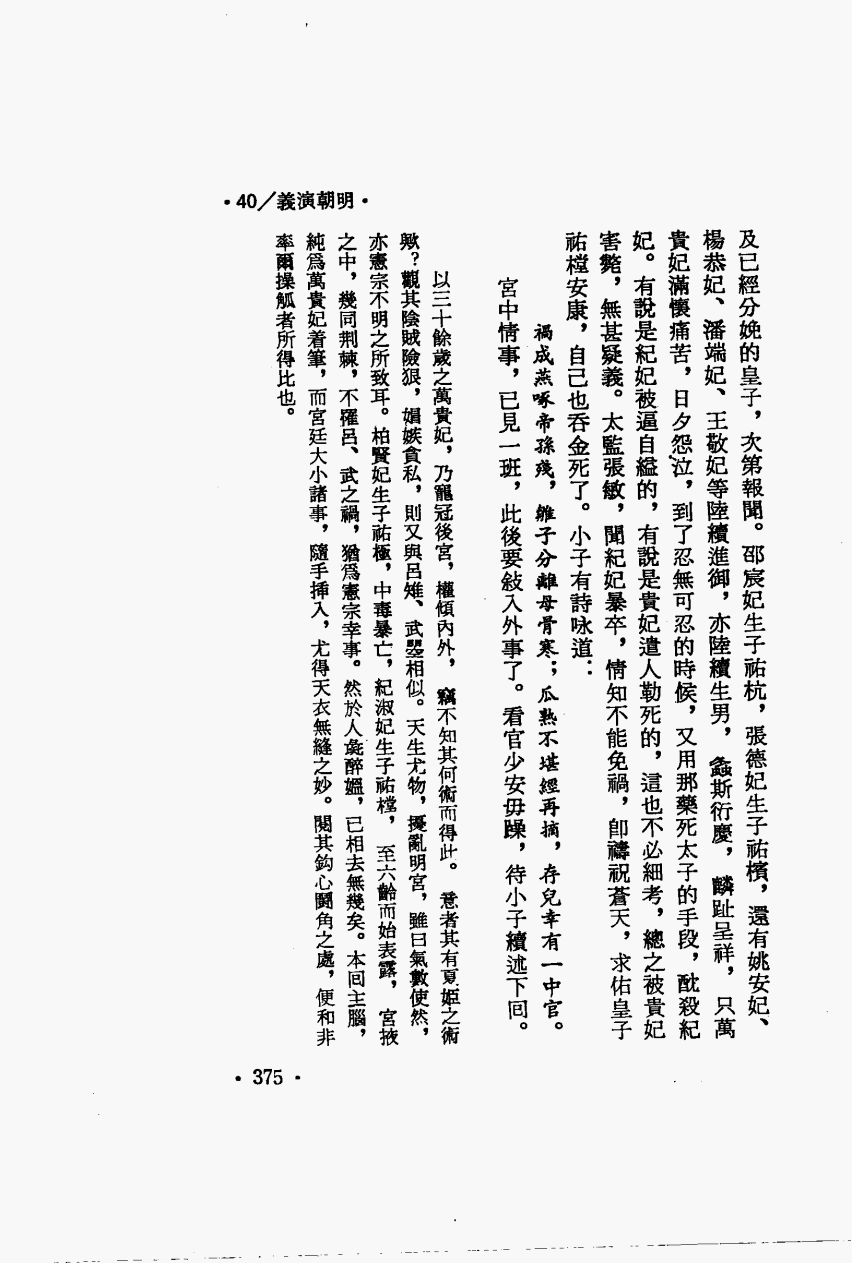 ·40/義演朝明·
及已經分娩的皇子，次第報聞。邵宸妃生子祐杭，張德妃生子祐檳，還有姚安妃、
楊恭妃、潘端妃、王敬妃等陸續進御，亦陸續生男，螽斯衍慶，麟趾呈祥，只萬
貴妃滿懷痛苦，日夕怨泣，到了忍無可忍的時候，又用那藥死太子的手段，酖殺紀
妃。有說是紀妃被逼自縊的，有說是貴妃遣人勒死的，這也不必細考，總之被貴妃
害斃，無甚疑義。太監張敏，聞紀妃暴卒，情知不能免禍，卽禱祝蒼天，求佑皇子
祐樘安康，自己也吞金死了。小子有詩咏道：
禍成燕啄帝孫殘，雛子分離母骨寒；瓜熟不堪經再摘，存兒幸有一中官。
宮中情事，已見一班，此後要敍入外事了。看官少安毋躁，待小子續述下回。
以三十餘歲之萬貴妃，乃寵冠後宮，權傾內外，竊不知其何術而得此。意者其有夏姬之術
歟？觀其陰賊險狠，媢嫉貪私，則又與呂雉、武曌相似。天生尤物，擾亂明宮，雖曰氣數使然，
亦憲宗不明之所致耳。柏賢妃生子祐極，中毒暴亡，紀淑妃生子祐樘，至六齡而始表露，宮掖
之中，幾同荆棘，不罹呂、武之禍，猶爲憲宗幸事。然於人彘醉媼，已相去無幾矣。本回主腦，
純爲萬貴妃着筆，而宮廷大小諸事，隨手揷入，尤得天衣無縫之妙。閱其鈎心鬭角之處，便和非
率爾操觚者所得比也。
·375·